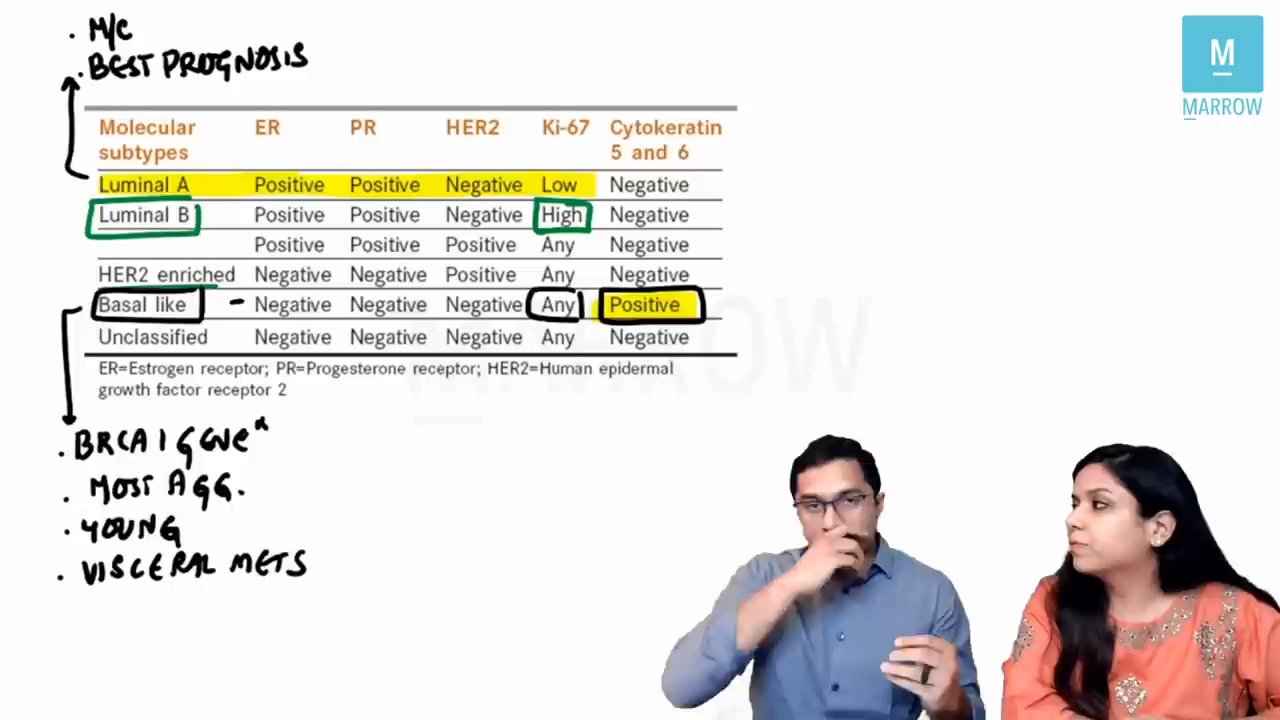 . M/C
. BEST PROGNOSIS
M
MARROW
Molecular subtypes ER PR HER2 Ki-67 Cytokeratin 5 and 6
Luminal A Positive Positive Negative Low Negative
Luminal B Positive Positive Negative High Negative
Positive Positive Positive Any Negative
HER2 enriched Negative Negative Positive Any Negative
Basal like - Negative Negative Negative Any Positive
Unclassified Negative Negative Negative Any Negative
ER=Estrogen receptor; PR=Progesterone receptor; HER2=Human epidermal
growth factor receptor 2
. BRCA 1 GENE*
. MOST AGG.
. YOUNG
. VISCERAL METS